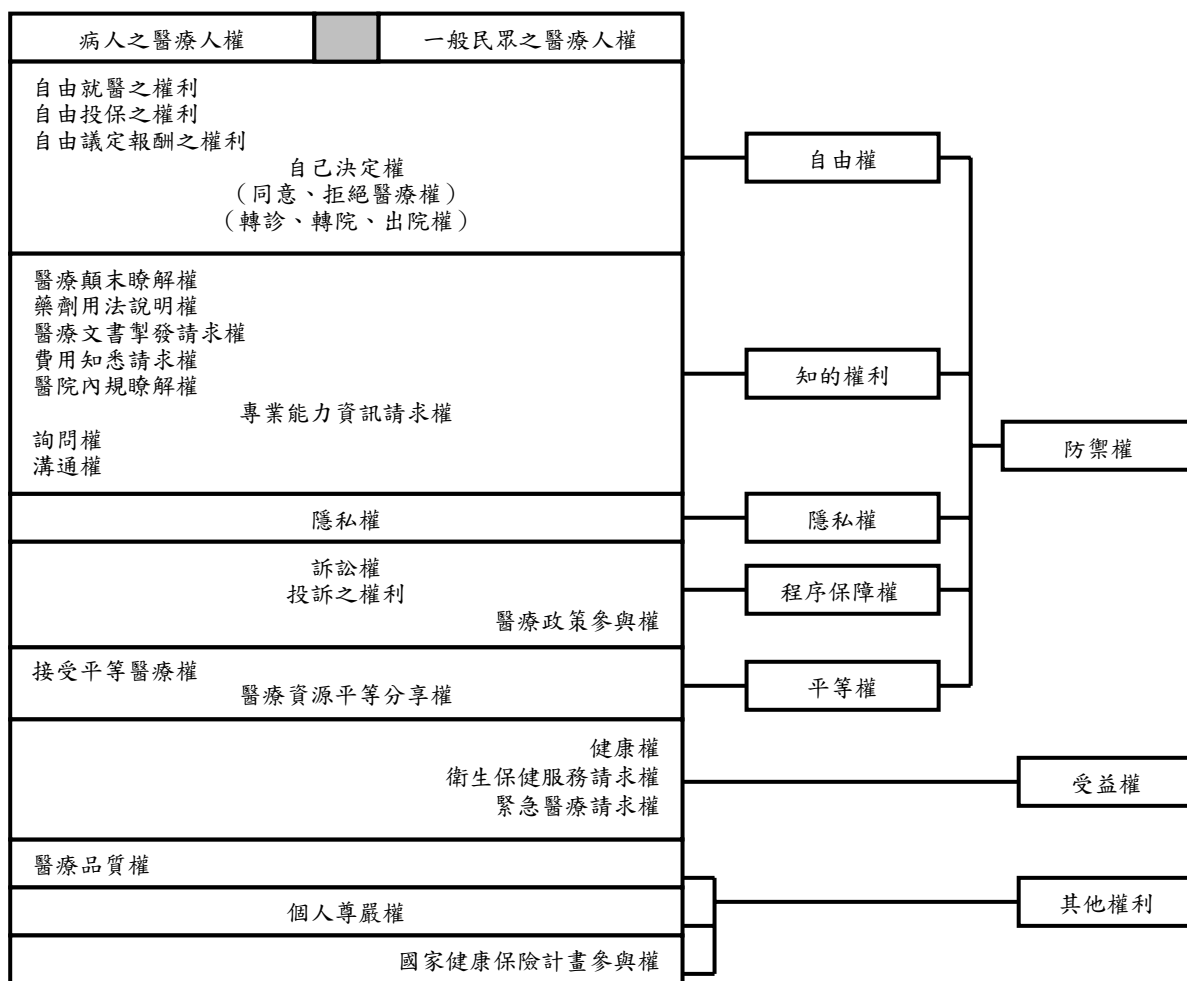 病人之醫療人權
一般民眾之醫療人權
自由就醫之權利
自由投保之權利
自由議定報酬之權利
自己決定權
（同意、拒絕醫療權）
（轉診、轉院、出院權）
自由權
醫療顛末瞭解權
藥劑用法說明權
醫療文書掣發請求權
費用知悉請求權
醫院內規瞭解權
專業能力資訊請求權
詢問權
溝通權
知的權利
防禦權
隱私權
隱私權
訴訟權
投訴之權利
醫療政策參與權
程序保障權
接受平等醫療權
醫療資源平等分享權
平等權
健康權
衛生保健服務請求權
緊急醫療請求權
受益權
醫療品質權
個人尊嚴權
國家健康保險計畫參與權
其他權利